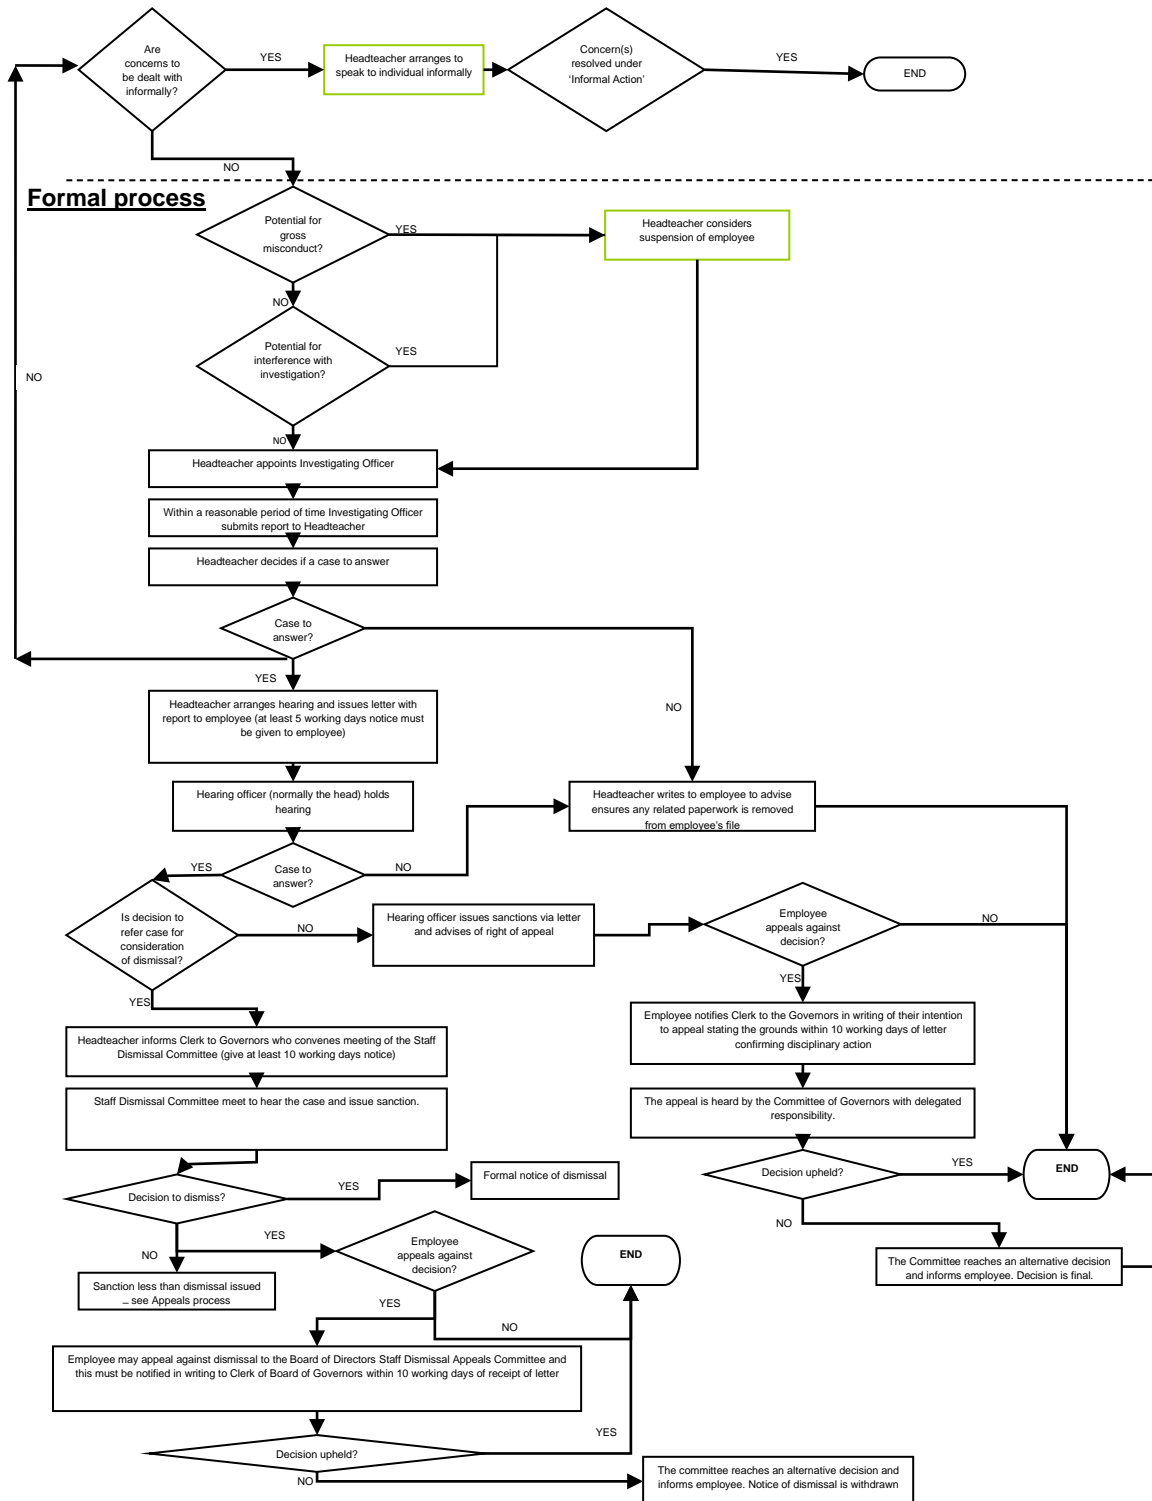 Are
concerns to
be dealt with
informally?
YES
Headteacher arranges to
speak to individual informally
Concern(s)
resolved under
'Informal Action'
YES
END
NO
Formal process
Potential for
gross
misconduct?
YES
Headteacher considers
suspension of employee
NO
Potential for
interference with
investigation?
YES
NO
NO
Headteacher appoints Investigating Officer
Within a reasonable period of time Investigating Officer
submits report to Headteacher
Headteacher decides if a case to answer
Case to
answer?
YES
NO
Headteacher arranges hearing and issues letter with
report to employee (at least 5 working days notice must
be given to employee)
Hearing officer (normally the head) holds
hearing
Headteacher writes to employee to advise
ensures any related paperwork is removed
from employee's file
Case to
answer?
YES
NO
Is decision to
refer case for
consideration
of dismissal?
NO
Hearing officer issues sanctions via letter
and advises of right of appeal
Employee
appeals against
decision?
NO
YES
YES
Employee notifies Clerk to the Governors in writing of their intention
to appeal stating the grounds within 10 working days of letter
confirming disciplinary action
Headteacher informs Clerk to Governors who convenes meeting of the Staff
Dismissal Committee (give at least 10 working days notice)
Staff Dismissal Committee meet to hear the case and issue sanction.
The appeal is heard by the Committee of Governors with delegated
responsibility.
Decision upheld?
YES
END
Decision to dismiss?
YES
Formal notice of dismissal
NO
The Committee reaches an alternative decision
and informs employee. Decision is final.
YES
NO
Employee
appeals against
decision?
END
Sanction less than dismissal issued
– see Appeals process
YES
NO
Employee may appeal against dismissal to the Board of Directors Staff Dismissal Appeals Committee and
this must be notified in writing to Clerk of Board of Governors within 10 working days of receipt of letter
YES
Decision upheld?
NO
The committee reaches an alternative decision and
informs employee. Notice of dismissal is withdrawn